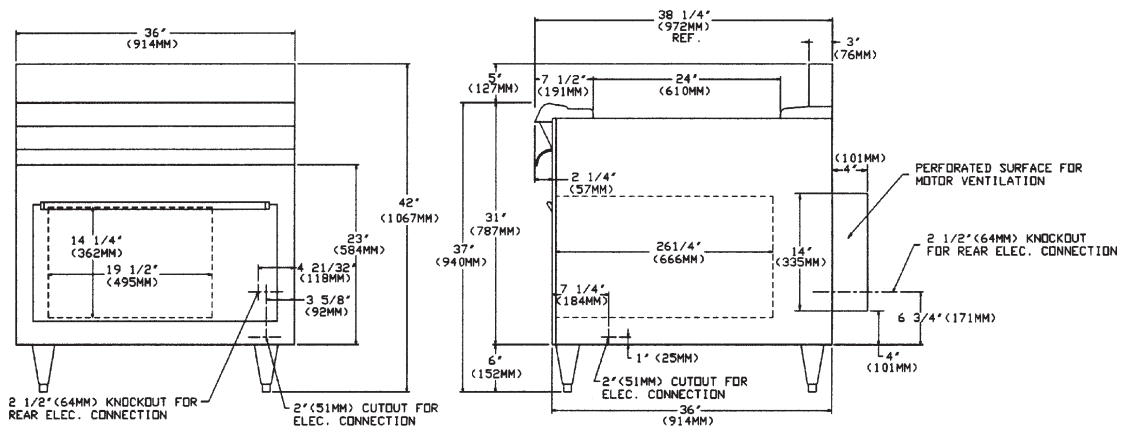 36"
(914MM)
42"
(1067MM)
23"
(584MM)
14 1/4"
(362MM)
19 1/2"
(495MM)
4 21/32"
(118MM)
3 5/8"
(92MM)
2 1/2"(64MM) KNOCKOUT FOR
REAR ELEC. CONNECTION
2"(51MM) CUTOUT FOR
ELEC. CONNECTION
38 1/4"
(972MM)
REF.
3"
(76MM)
5"
(127MM)
7 1/2"
(191MM)
24"
(610MM)
2 1/4"
(57MM)
31"
(787MM)
37"
(940MM)
261/4"
(666MM)
7 1/4"
(184MM)
14"
(335MM)
(101MM)
4"
PERFORATED SURFACE FOR
MOTOR VENTILATION
2 1/2"(64MM) KNOCKOUT
FOR REAR ELEC. CONNECTION
6 3/4"(171MM)
4"
(101MM)
1" (25MM)
6"
(152MM)
2"(51MM) CUTOUT FOR
ELEC. CONNECTION
36"
(914MM)